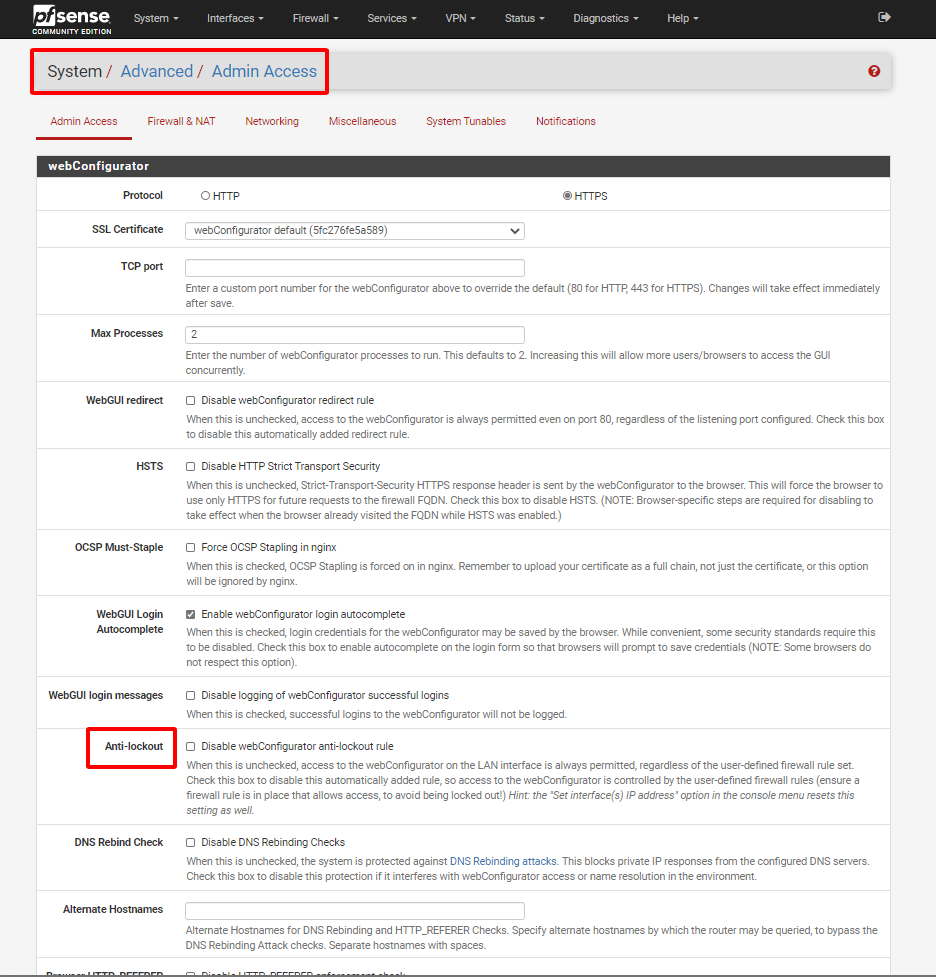 pfsense
COMMUNITY EDITION
System Interfaces Firewall Services VPN Status Diagnostics Help
System / Advanced / Admin Access
Admin Access Firewall & NAT Networking Miscellaneous System Tunables Notifications
webConfigurator
Protocol HTTP HTTPS
SSL Certificate webConfigurator default (5fc276fe5a589)
TCP port
Enter a custom port number for the webConfigurator above to override the default (80 for HTTP, 443 for HTTPS). Changes will take effect immediately
after save.
Max Processes 2
Enter the number of webConfigurator processes to run. This defaults to 2. Increasing this will allow more users/browsers to access the GUI
concurrently.
WebGUI redirect Disable webConfigurator redirect rule
When this is unchecked, access to the webConfigurator is always permitted even on port 80, regardless of the listening port configured. Check this box
to disable this automatically added redirect rule.
HSTS Disable HTTP Strict Transport Security
When this is unchecked, Strict-Transport-Security HTTPS response header is sent by the webConfigurator to the browser. This will force the browser to
use only HTTPS for future requests to the firewall FQDN. Check this box to disable HSTS. (NOTE: Browser-specific steps are required for disabling to
take effect when the browser already visited the FQDN while HSTS was enabled.)
OCSP Must-Staple Force OCSP Stapling in nginx
When this is checked, OCSP Stapling is forced on in nginx. Remember to upload your certificate as a full chain, not just the certificate, or this option
will be ignored by nginx.
WebGUI Login Enable webConfigurator login autocomplete
Autocomplete
When this is checked, login credentials for the webConfigurator may be saved by the browser. While convenient, some security standards require this
to be disabled. Check this box to enable autocomplete on the login form so that browsers will prompt to save credentials (NOTE: Some browsers do
not respect this option).
WebGUI login messages Disable logging of webConfigurator successful logins
When this is checked, successful logins to the webConfigurator will not be logged.
Anti-lockout Disable webConfigurator anti-lockout rule
When this is unchecked, access to the webConfigurator on the LAN interface is always permitted, regardless of the user-defined firewall rule set.
Check this box to disable this automatically added rule, so access to the webConfigurator is controlled by the user-defined firewall rules (ensure a
firewall rule is in place that allows access, to avoid being locked out!) Hint: the "Set interface(s) IP address" option in the console menu resets this
setting as well.
DNS Rebind Check Disable DNS Rebinding Checks
When this is unchecked, the system is protected against DNS Rebinding attacks. This blocks private IP responses from the configured DNS servers.
Check this box to disable this protection if it interferes with webConfigurator access or name resolution in the environment.
Alternate Hostnames
Alternate Hostnames for DNS Rebinding and HTTP_REFERER Checks. Specify alternate hostnames by which the router may be queried, to bypass the
DNS Rebinding Attack checks. Separate hostnames with spaces.
Browser HTTP_REFERER Disable HTTP_REFERER enforcement check